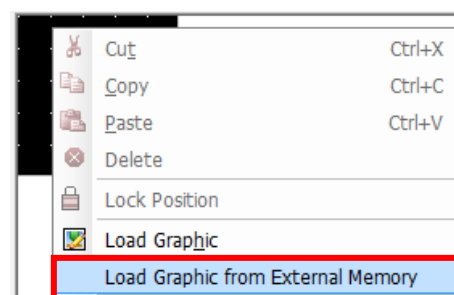 Cut Ctrl+X
Copy Ctrl+C
Paste Ctrl+V
Delete
Lock Position
Load Graphic
Load Graphic from External Memory